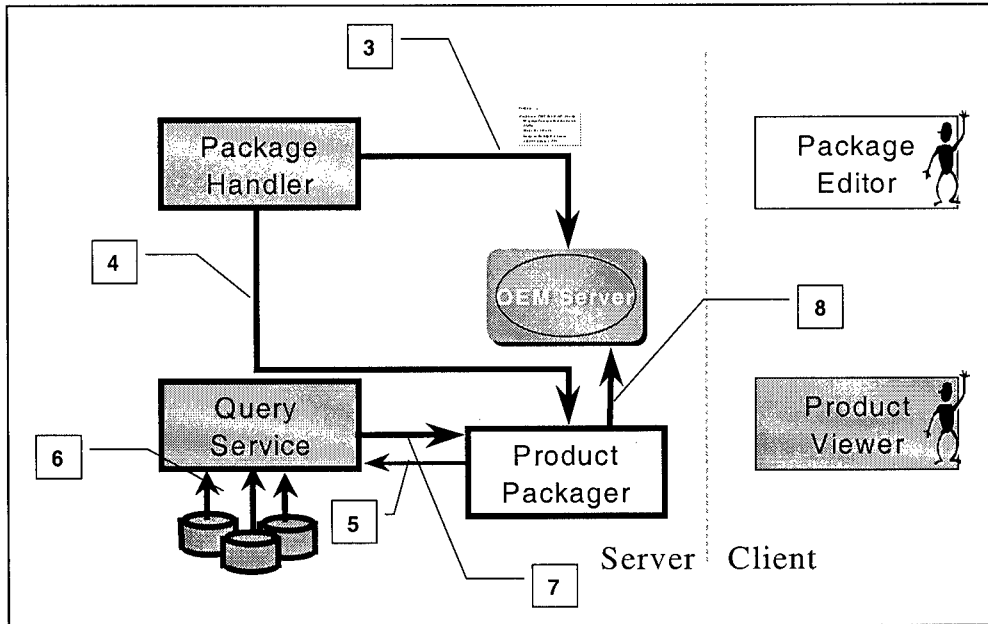 3
Package
Handler
Package
Editor
4
OEM Server
8
Query
Service
Product
Viewer
6
Product
Packager
5
7
Server
Client